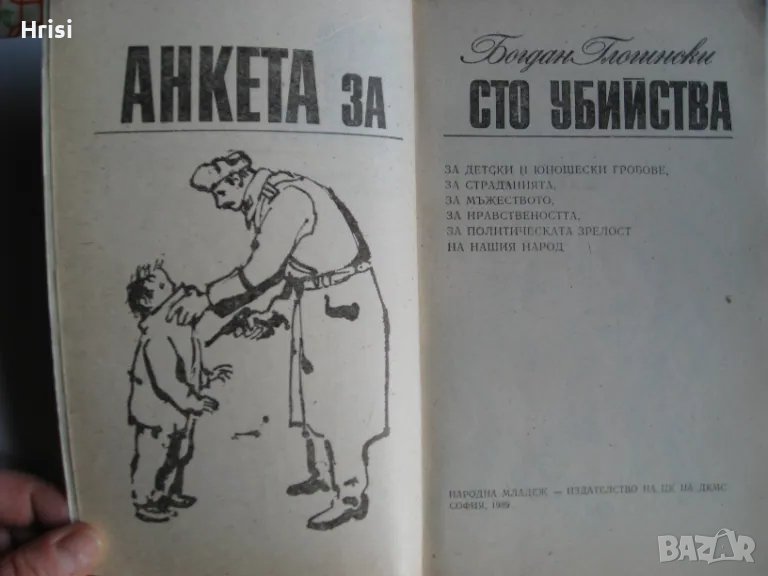 Hrisi
АНКЕТА ЗА
Богдан Глогински
СТО УБИЙСТВА
ЗА ДЕТСКИ И ЮНОШЕСКИ ГРОБОВЕ,
ЗА СТРАДАНИЯТА,
ЗА МЪЖЕСТВОТО,
ЗА НРАВСТВЕНОСТТА,
ЗА ПОЛИТИЧЕСКАТА ЗРЕЛОСТ
НА НАШИЯ НАРОД
НАРОДНА МЛАДЕЖ — ИЗДАТЕЛСТВО НА ЦК НА ДКМС
СОФИЯ, 1989
BAZAR